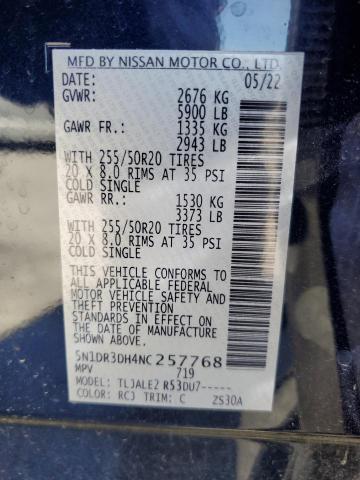 MFD BY NISSAN MOTOR CO., LTD.
DATE: 05/22
GVWR: 2676 KG
5900 LB
GAWR FR.: 1335 KG
2943 LB
WITH 255/50R20 TIRES
20 X 8.0 RIMS AT 35 PSI
COLD SINGLE
GAWR RR.: 1530 KG
3373 LB
WITH 255/50R20 TIRES
20 X 8.0 RIMS AT 35 PSI
COLD SINGLE
THIS VEHICLE CONFORMS TO
ALL APPLICABLE FEDERAL
MOTOR VEHICLE SAFETY
AND THEFT PREVENTION
STANDARDS IN EFFECT ON
THE DATE OF MANUFACTURE
5N1DR3DH4NC257768
MPV 719
MODEL: TLJALE2 R53DU7-----
COLOR: RCJ TRIM: C ZS30A